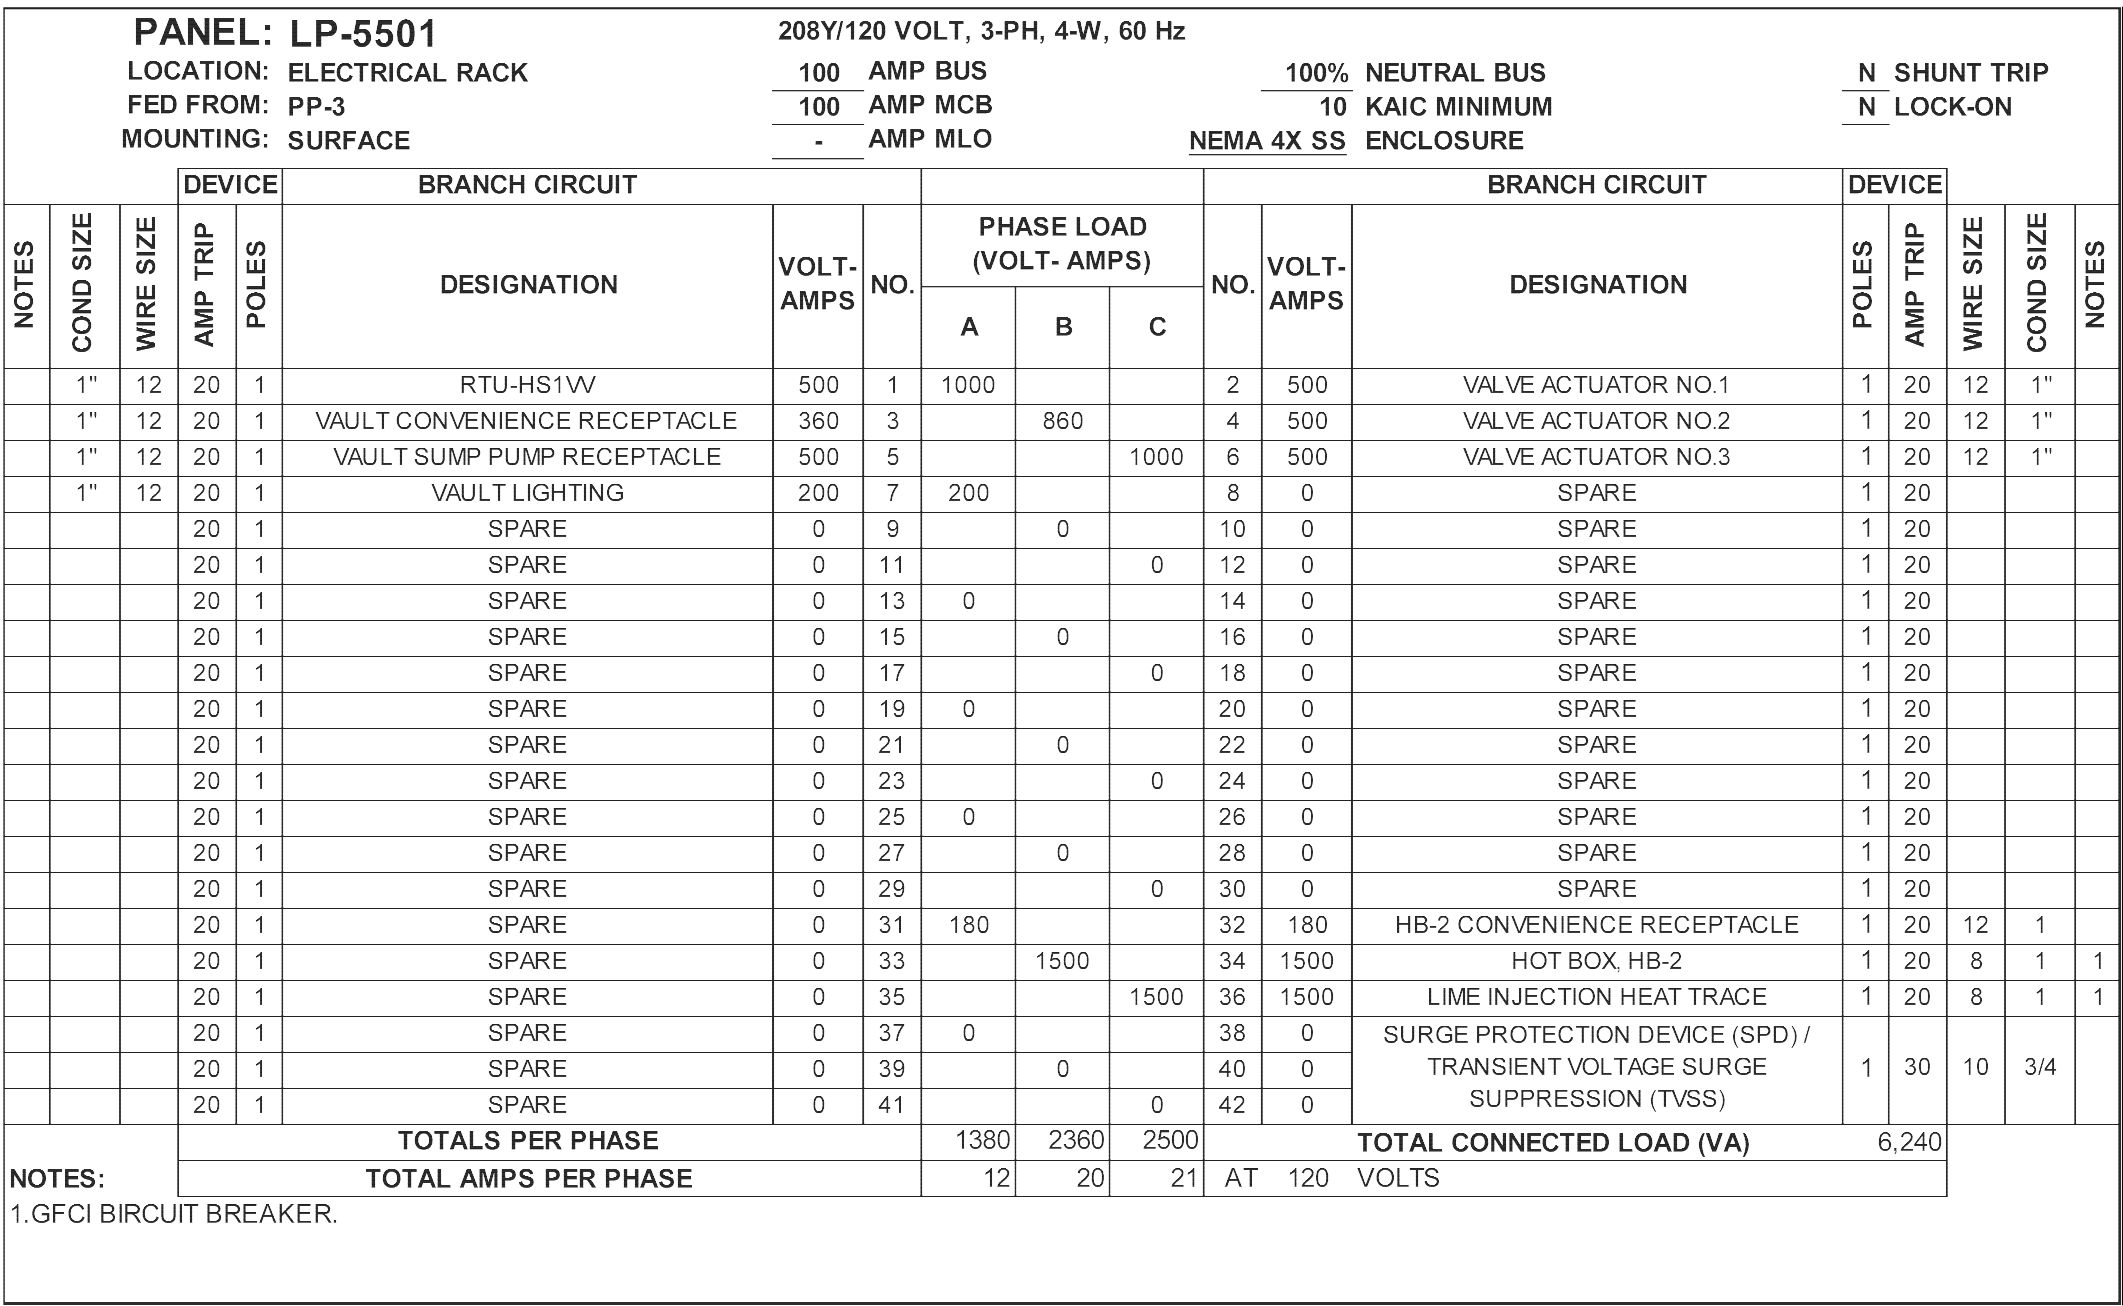 PANEL: LP-5501 208Y/120 VOLT, 3-PH, 4-W, 60 Hz
LOCATION: ELECTRICAL RACK 100 AMP BUS 100% NEUTRAL BUS N SHUNT TRIP
FED FROM: PP-3 100 AMP MCB 10 KAIC MINIMUM N LOCK-ON
MOUNTING: SURFACE - AMP MLO NEMA 4X SS ENCLOSURE
DEVICE BRANCH CIRCUIT BRANCH CIRCUIT DEVICE
NOTES COND SIZE WIRE SIZE AMP TRIP POLES DESIGNATION VOLT-AMPS NO. PHASE LOAD (VOLT- AMPS) A B C NO. VOLT-AMPS DESIGNATION POLES AMP TRIP WIRE SIZE COND SIZE NOTES
1" 12 20 1 RTU-HS1W 500 1 1000 2 500 VALVE ACTUATOR NO.1 1 20 12 1"
1" 12 20 1 VAULT CONVENIENCE RECEPTACLE 360 3 860 4 500 VALVE ACTUATOR NO.2 1 20 12 1"
1" 12 20 1 VAULT SUMP PUMP RECEPTACLE 500 5 1000 6 500 VALVE ACTUATOR NO.3 1 20 12 1"
1" 12 20 1 VAULT LIGHTING 200 7 200 8 0 SPARE 1 20
20 1 SPARE 0 9 0 10 0 SPARE 1 20
20 1 SPARE 0 11 0 12 0 SPARE 1 20
20 1 SPARE 0 13 0 14 0 SPARE 1 20
20 1 SPARE 0 15 0 16 0 SPARE 1 20
20 1 SPARE 0 17 0 18 0 SPARE 1 20
20 1 SPARE 0 19 0 20 0 SPARE 1 20
20 1 SPARE 0 21 0 22 0 SPARE 1 20
20 1 SPARE 0 23 0 24 0 SPARE 1 20
20 1 SPARE 0 25 0 26 0 SPARE 1 20
20 1 SPARE 0 27 0 28 0 SPARE 1 20
20 1 SPARE 0 29 0 30 0 SPARE 1 20
20 1 SPARE 0 31 180 32 180 HB-2 CONVENIENCE RECEPTACLE 1 20 12 1
20 1 SPARE 0 33 1500 34 1500 HOT BOX, HB-2 1 20 8 1 1
20 1 SPARE 0 35 1500 36 1500 LIME INJECTION HEAT TRACE 1 20 8 1 1
20 1 SPARE 0 37 0 38 0 SURGE PROTECTION DEVICE (SPD) /
20 1 SPARE 0 39 0 40 0 TRANSIENT VOLTAGE SURGE 1 30 10 3/4
20 1 SPARE 0 41 0 42 0 SUPPRESSION (TVSS)
TOTALS PER PHASE 1380 2360 2500 TOTAL CONNECTED LOAD (VA) 6,240
NOTES: TOTAL AMPS PER PHASE 12 20 21 AT 120 VOLTS
1.GFCI BIRCUIT BREAKER.